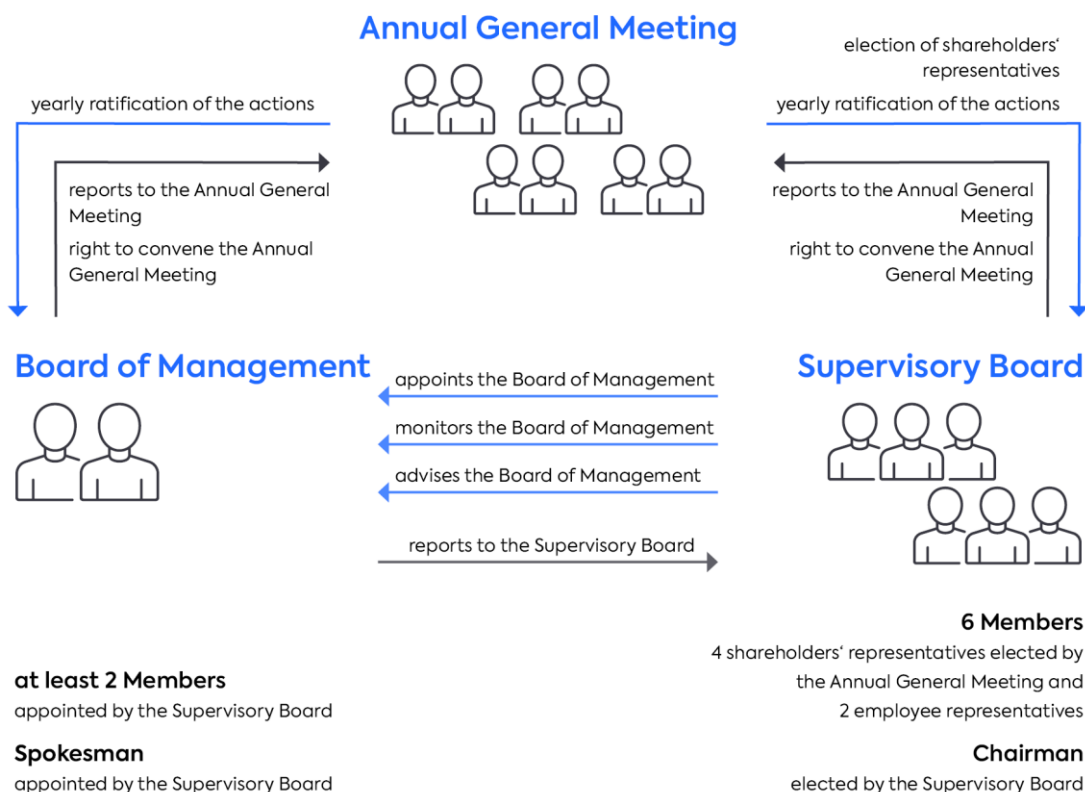 Annual General Meeting
election of shareholders‘
representatives
yearly ratification of the actions
yearly ratification of the actions
reports to the Annual General
Meeting
right to convene the Annual
General Meeting
reports to the Annual General
Meeting
right to convene the Annual
General Meeting
Board of Management
Supervisory Board
appoints the Board of Management
monitors the Board of Management
advises the Board of Management
reports to the Supervisory Board
at least 2 Members
appointed by the Supervisory Board
Spokesman
appointed by the Supervisory Board
6 Members
4 shareholders‘ representatives elected by
the Annual General Meeting and
2 employee representatives
Chairman
elected by the Supervisory Board